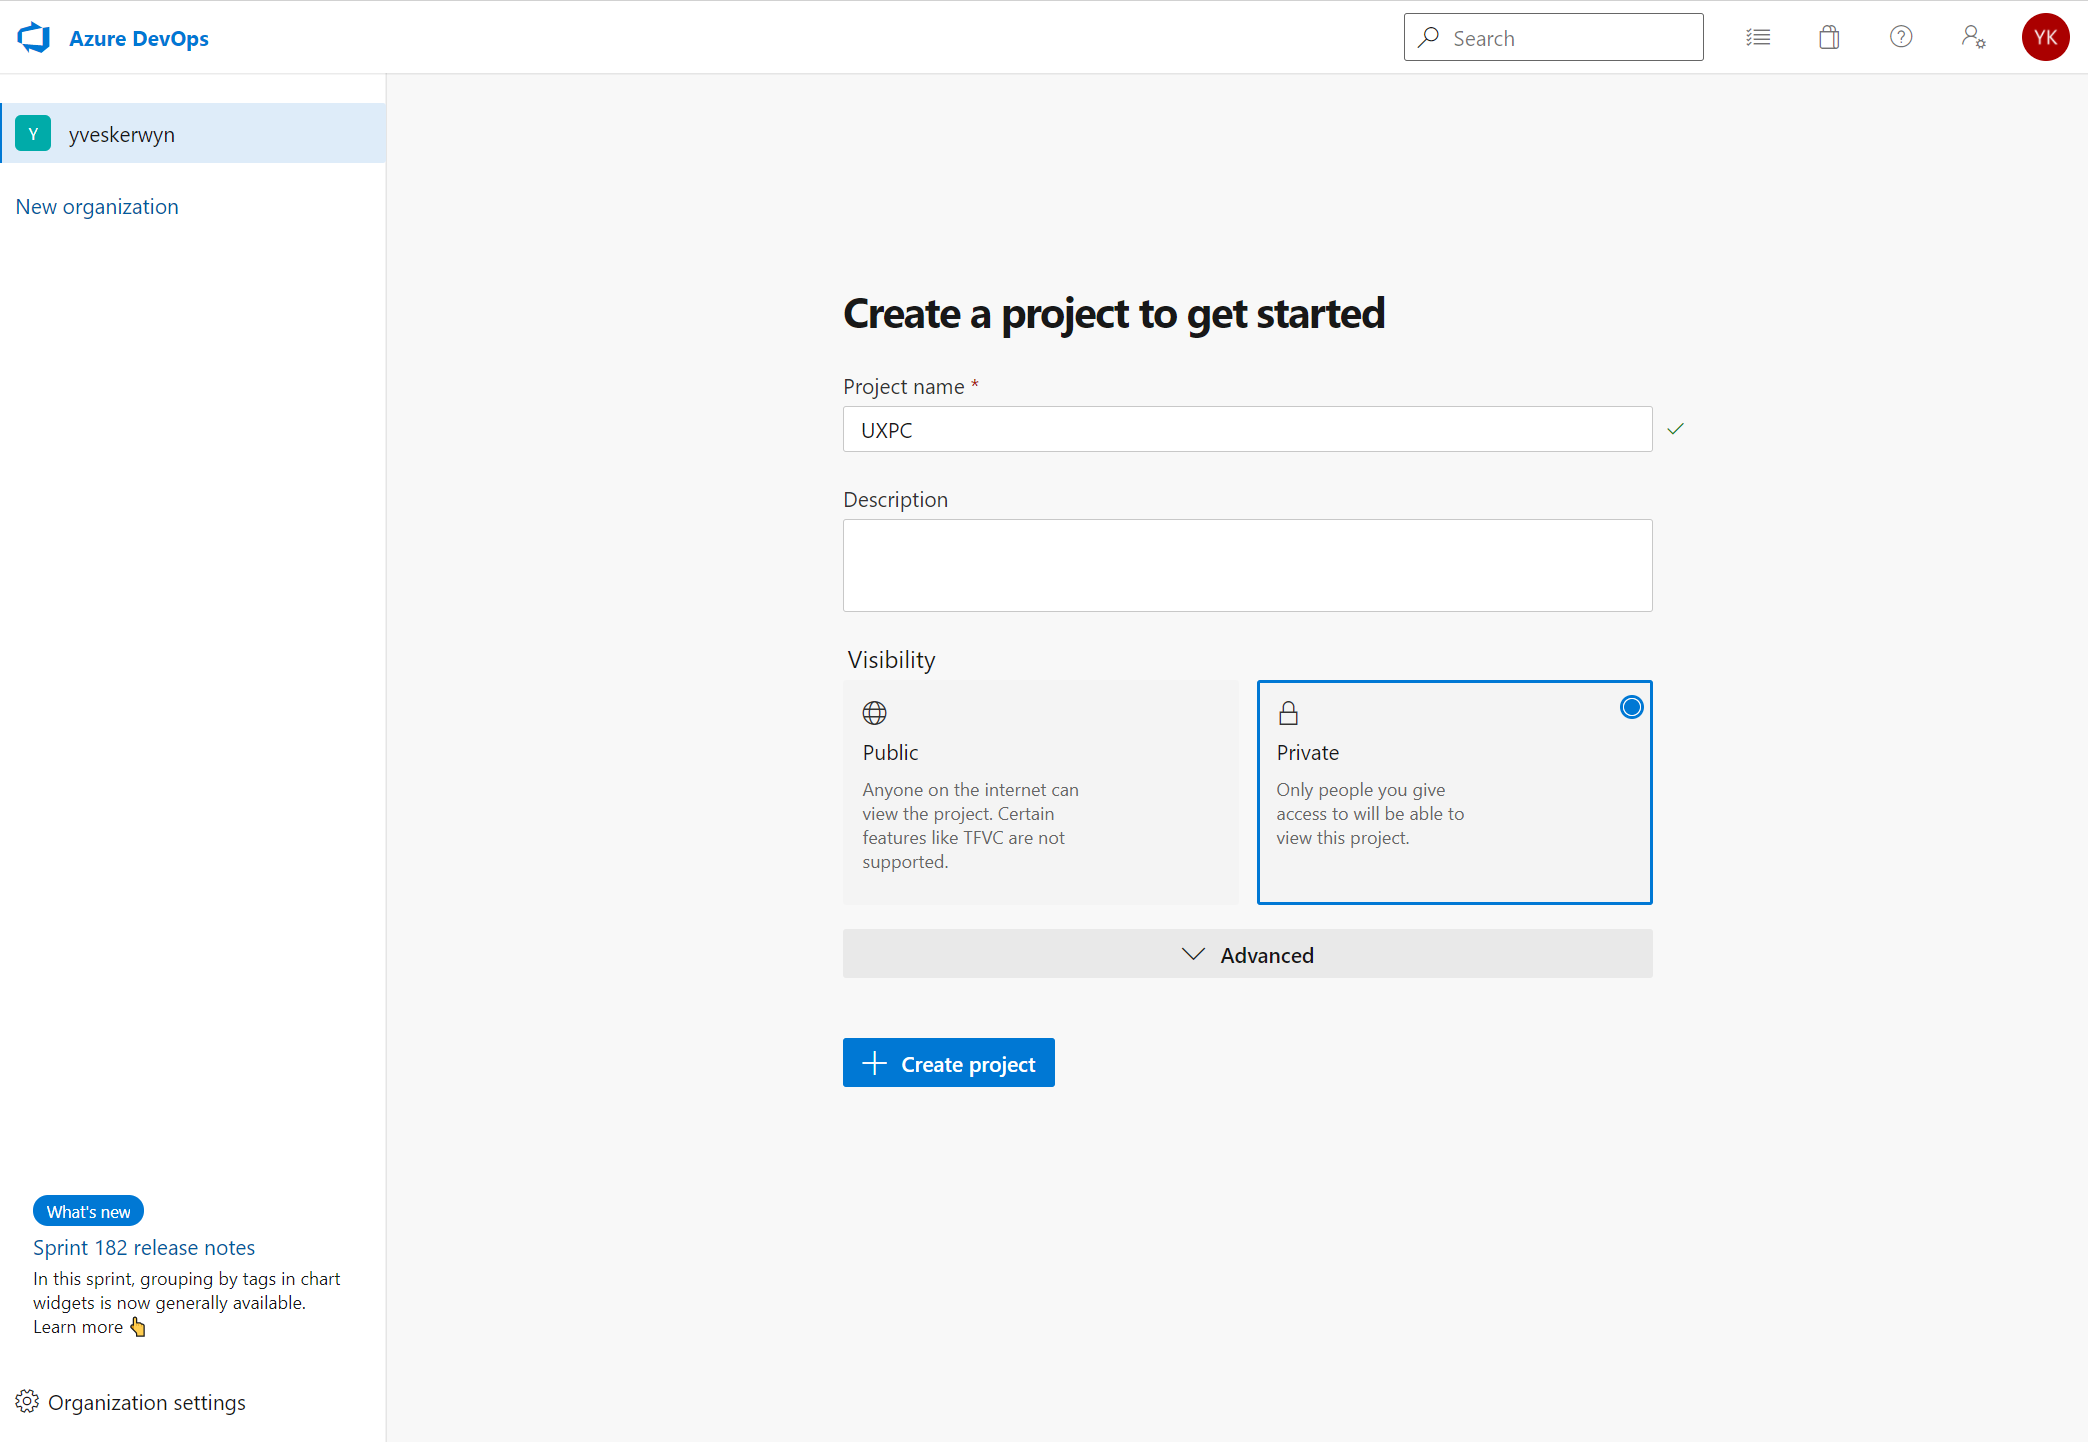 Azure DevOps
Search
YK
Y
yveskerwyn
New organization
Create a project to get started
Project name *
UXPC
Description
Visibility
Public
Anyone on the internet can
view the project. Certain
features like TFVC are not
supported.
Private
Only people you give
access to will be able to
view this project.
Advanced
Create project
What's new
Sprint 182 release notes
In this sprint, grouping by tags in chart
widgets is now generally available.
Learn more 👆
Organization settings